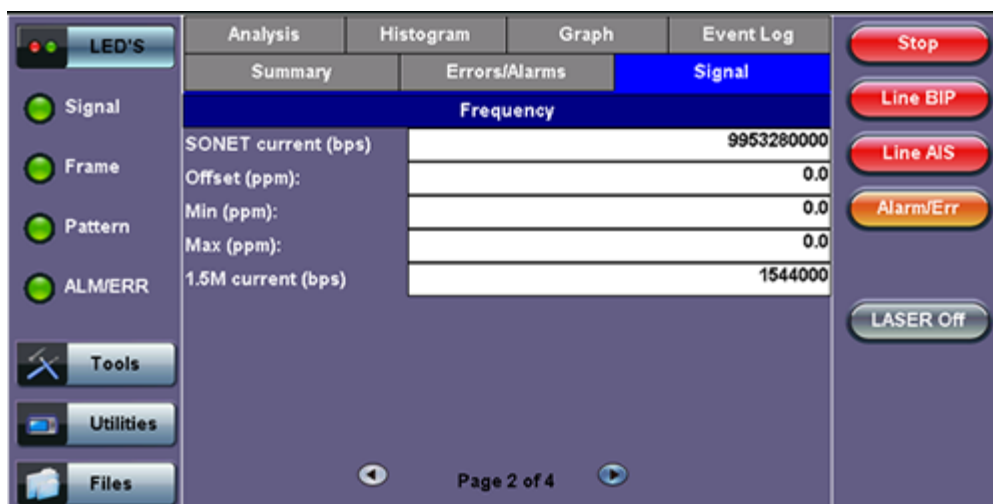 LED'S
Signal
Frame
Pattern
ALM/ERR
Tools
Utilities
Files
Analysis Histogram Graph Event Log
Summary Errors/Alarms Signal
Frequency
SONET current (bps) 9953280000
Offset (ppm): 0.0
Min (ppm): 0.0
Max (ppm): 0.0
1.5M current (bps) 1544000
Page 2 of 4
Stop
Line BIP
Line AIS
Alarm/Err
LASER Off